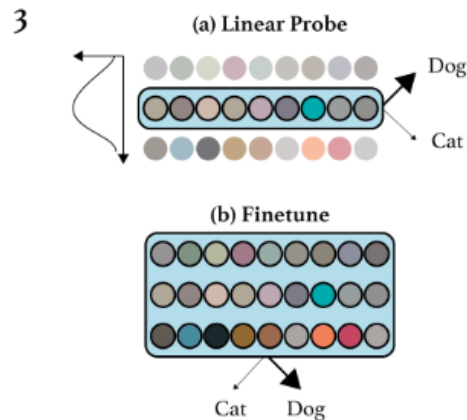 3
(a) Linear Probe
Dog
Cat
(b) Finetune
Cat Dog